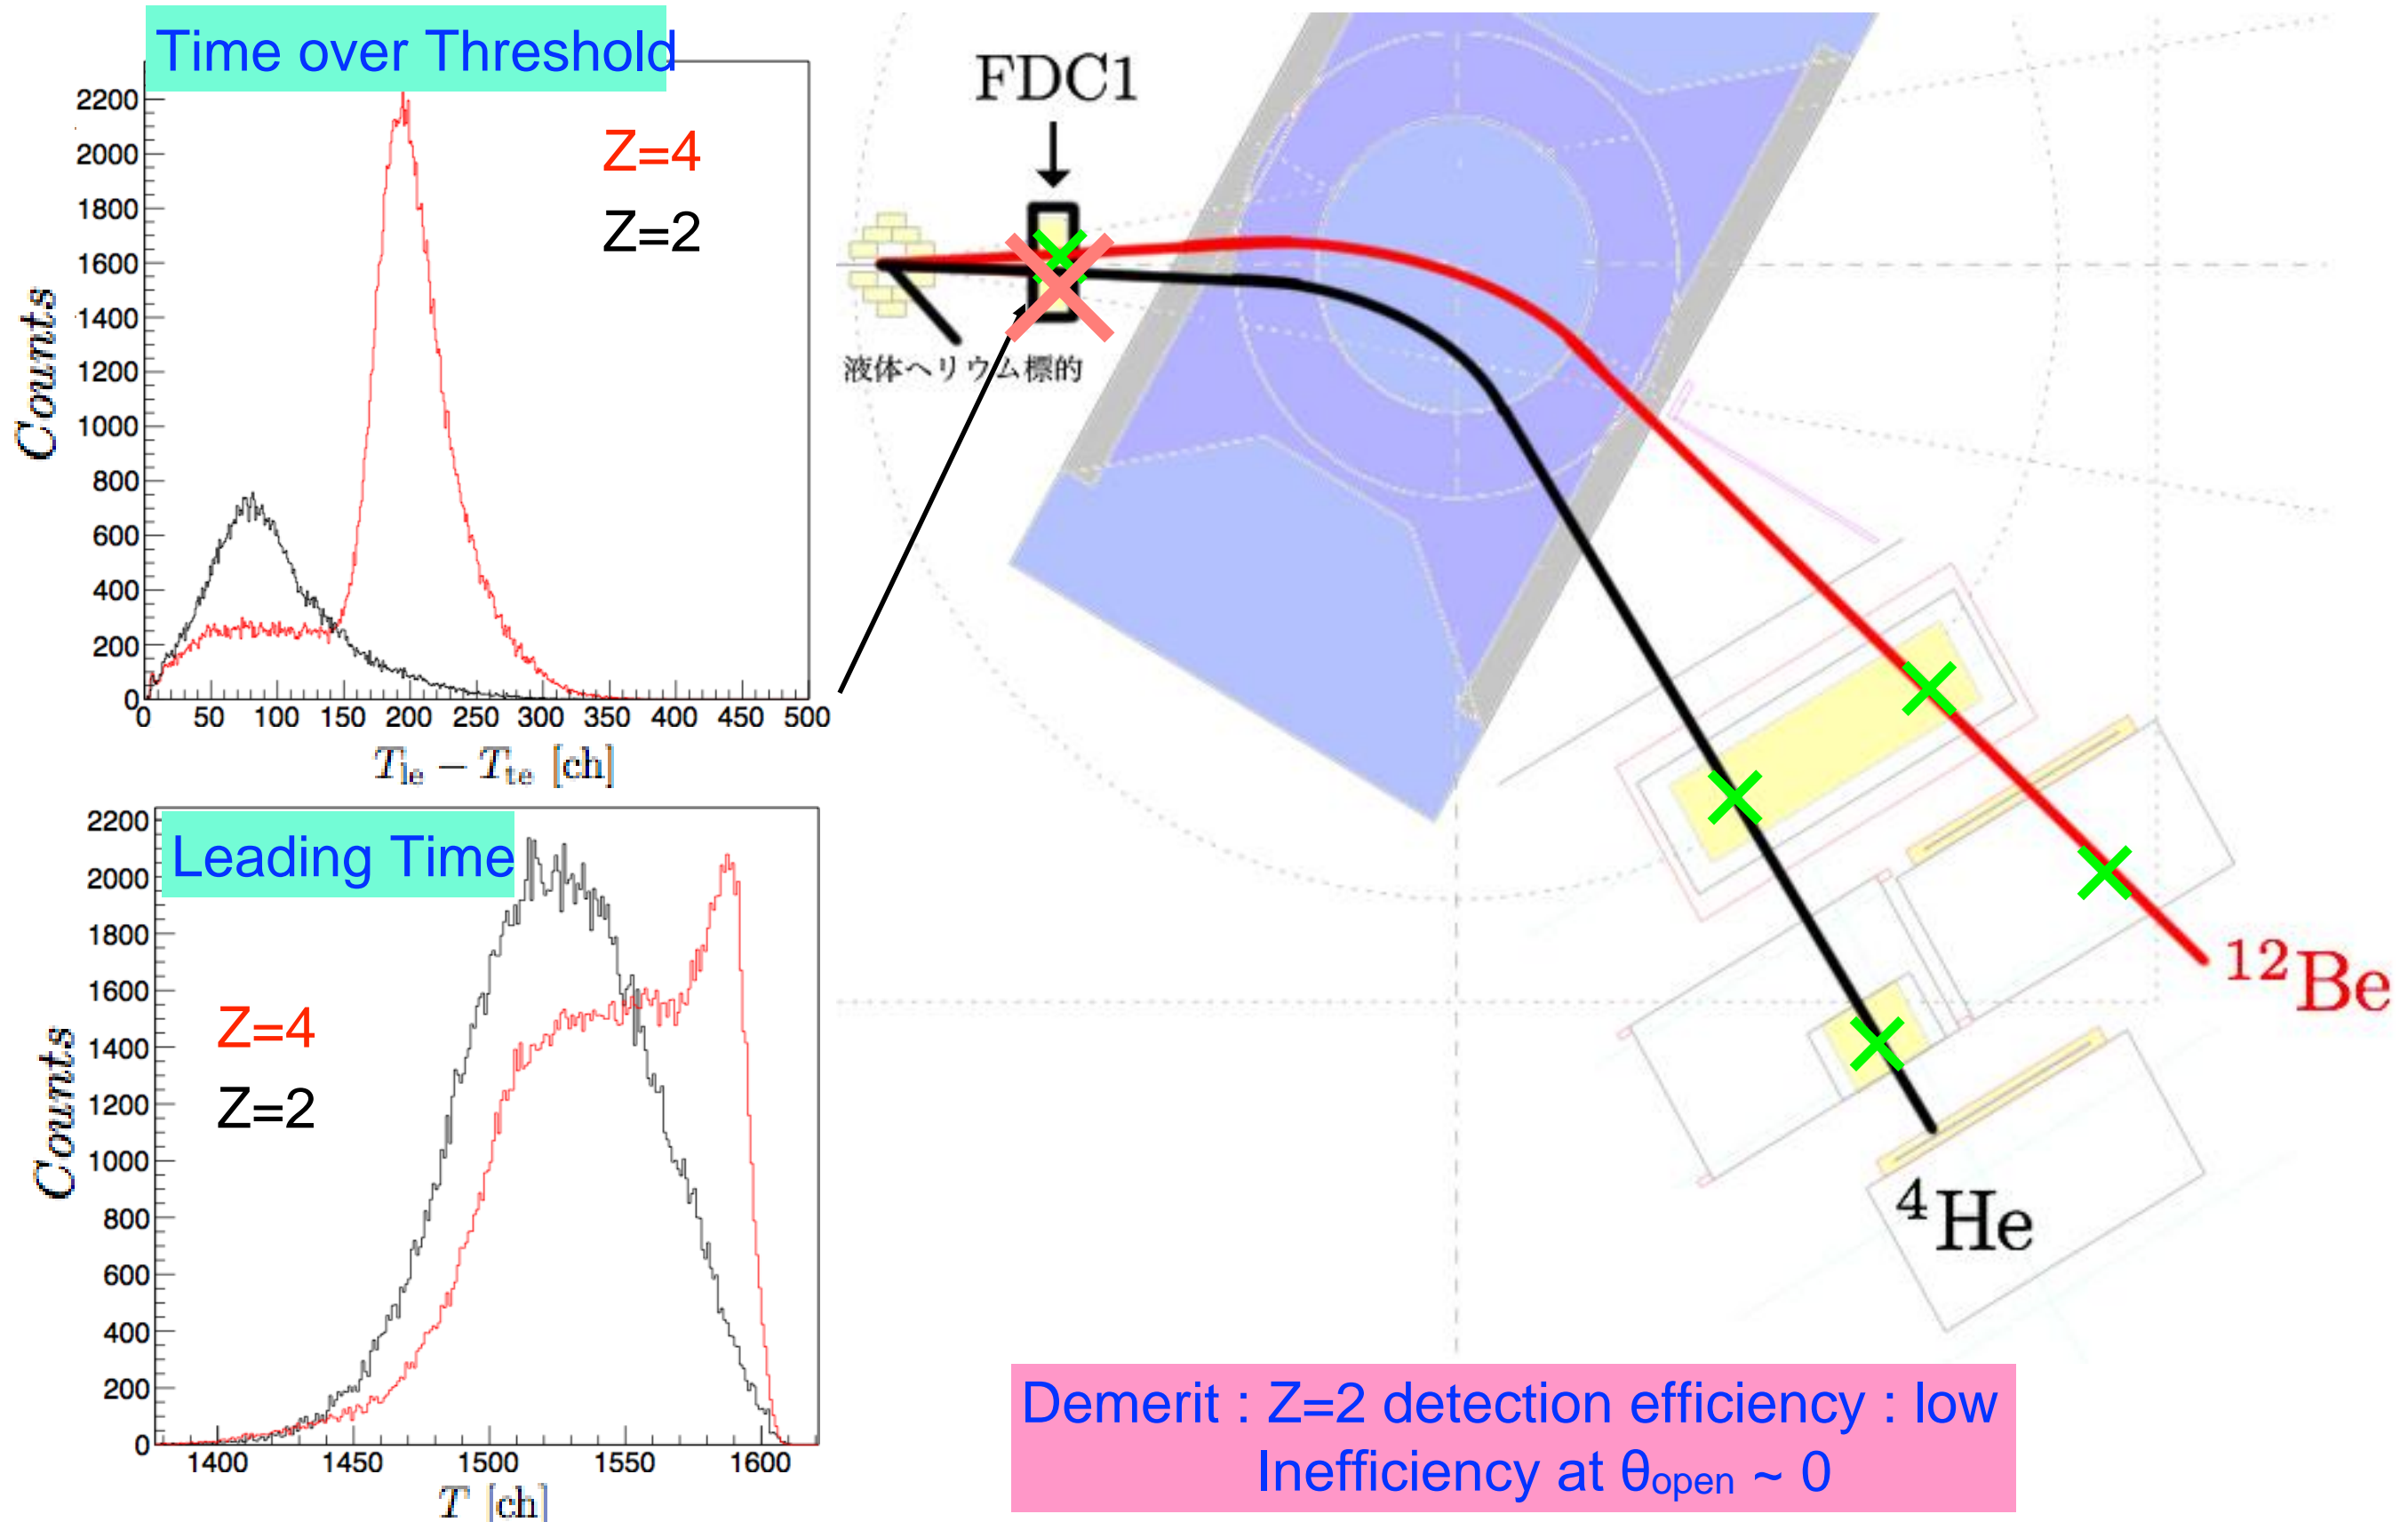 Time over Threshold
2200
2000
1800
1600
1400
1200
1000
800
600
400
200
0
Counts
Z=4
Z=2
0 50 100 150 200 250 300 350 400 450 500
T_le − T_te [ch]
Leading Time
2200
2000
1800
1600
1400
1200
1000
800
600
400
200
0
Counts
Z=4
Z=2
1400 1450 1500 1550 1600
T [ch]
FDC1
液体ヘリウム標的
¹²Be
⁴He
Demerit : Z=2 detection efficiency : low
Inefficiency at θopen ~ 0